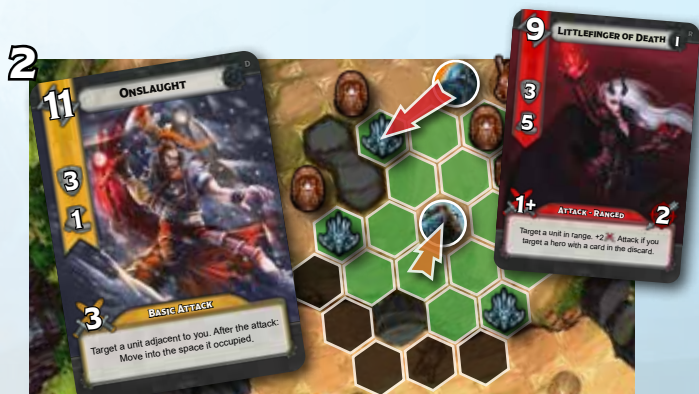 2
11
ONSLAUGHT
D
3
1
3
BASIC ATTACK
Target a unit adjacent to you. After the attack:
Move into the space it occupied.
9
LITTLEFINGER OF DEATH
I
R
3
5
1+
ATTACK - RANGED
2
Target a unit in range. +2 Attack if you
target a hero with a card in the discard.